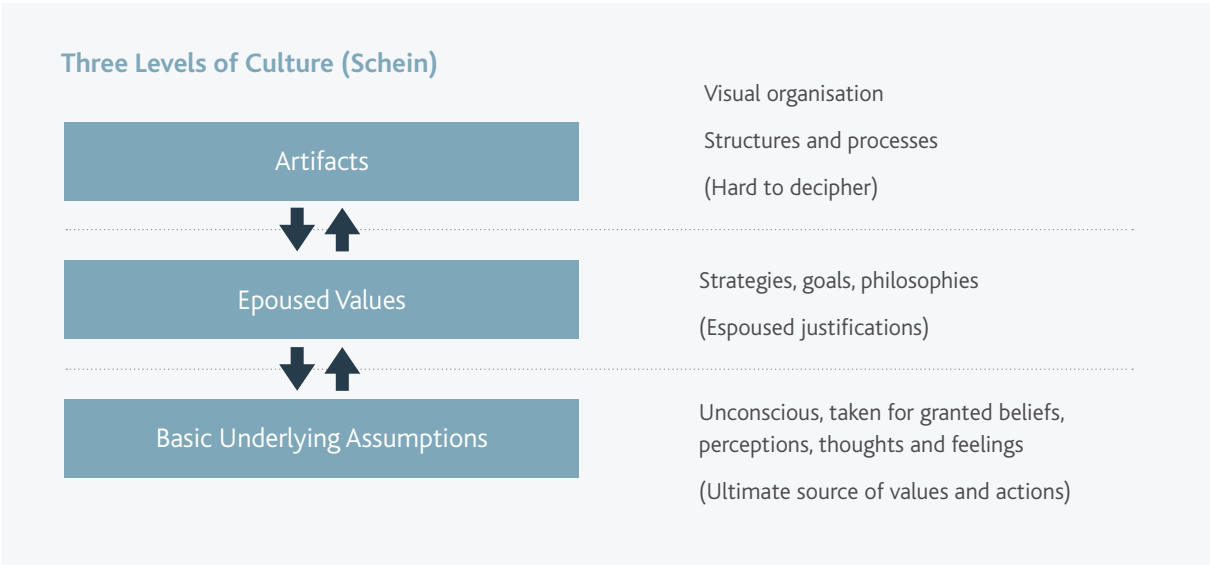 Three Levels of Culture (Schein)
Artifacts
Visual organisation
Structures and processes
(Hard to decipher)
Epoused Values
Strategies, goals, philosophies
(Espoused justifications)
Basic Underlying Assumptions
Unconscious, taken for granted beliefs,
perceptions, thoughts and feelings
(Ultimate source of values and actions)